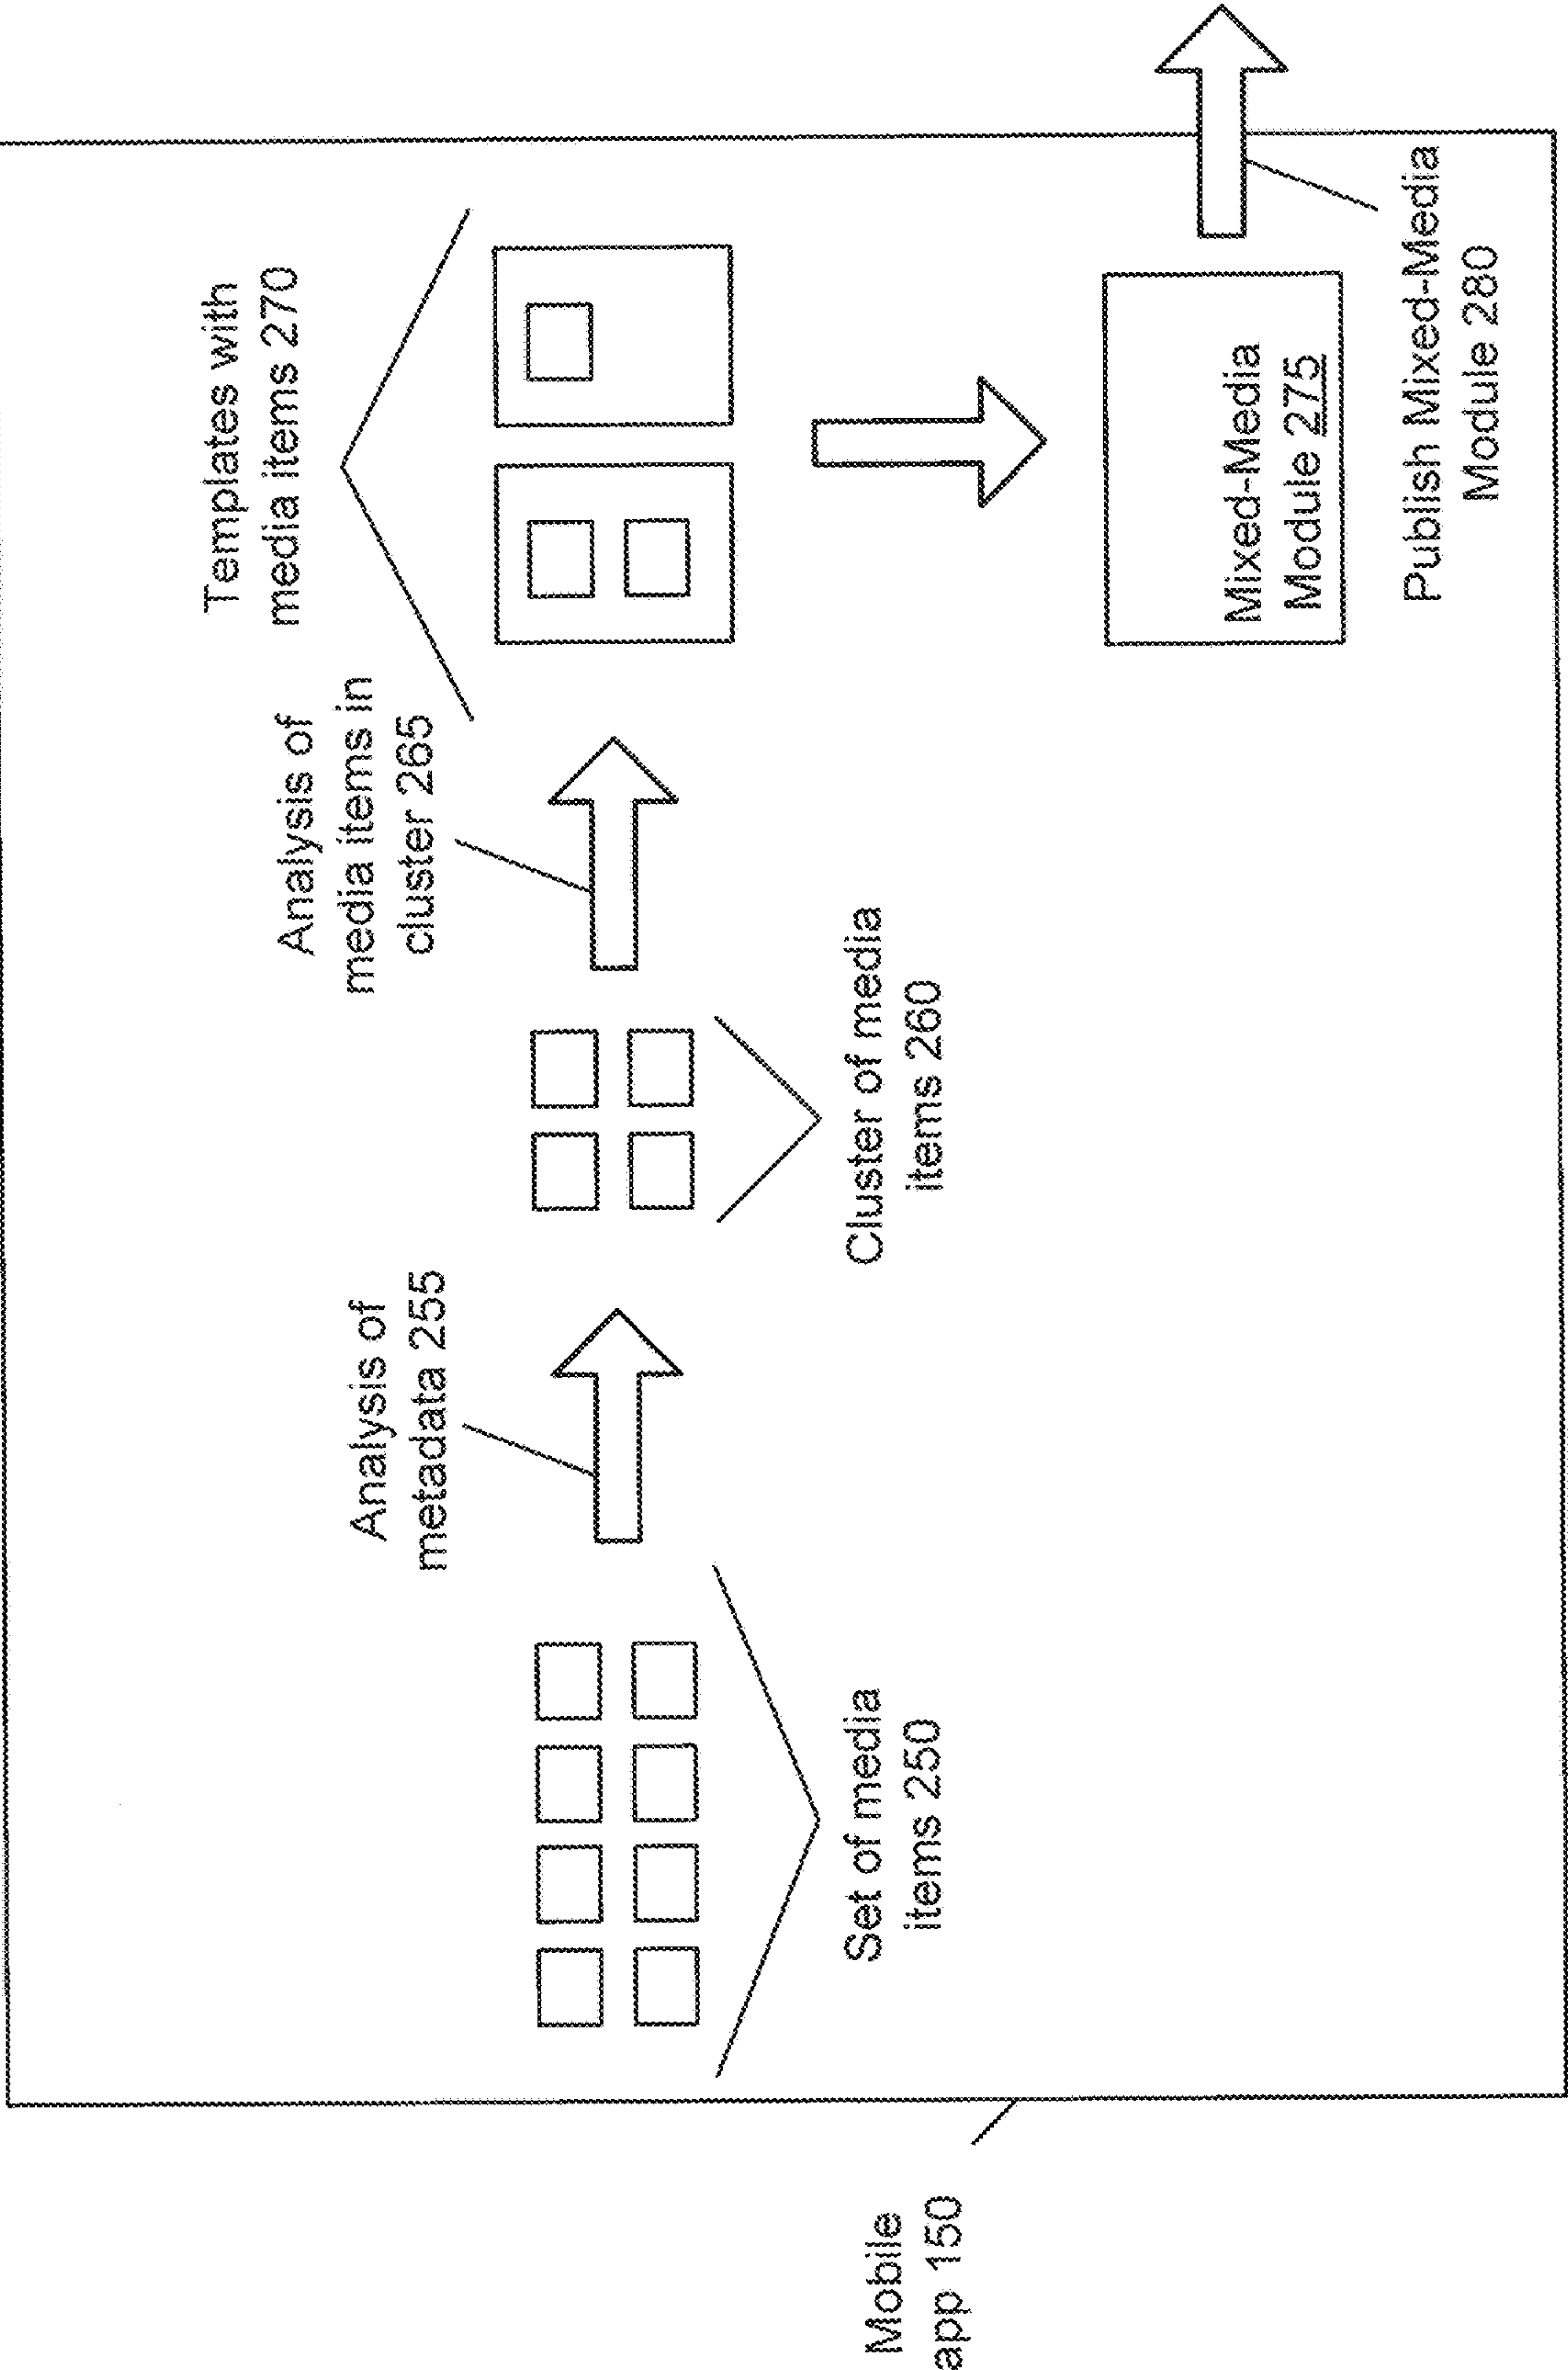 Mobile
app 150
Set of media
items 250
Analysis of
metadata 255
Cluster of media
items 260
Analysis of
media items in
cluster 265
Templates with
media items 270
Mixed-Media
Module 275
Publish Mixed-Media
Module 280